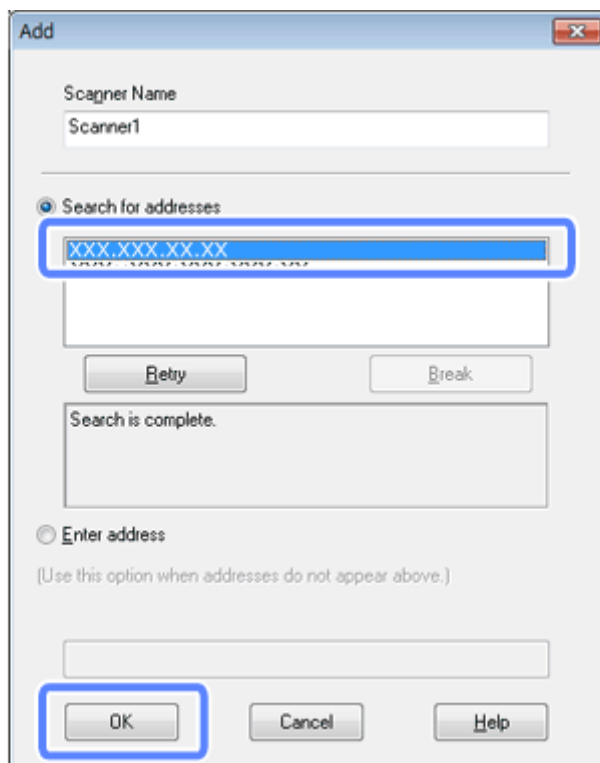 Add
Scanner Name
Scanner1
Search for addresses
XXX.XXX.XX.XX
Retry
Break
Search is complete.
Enter address
(Use this option when addresses do not appear above.)
OK
Cancel
Help